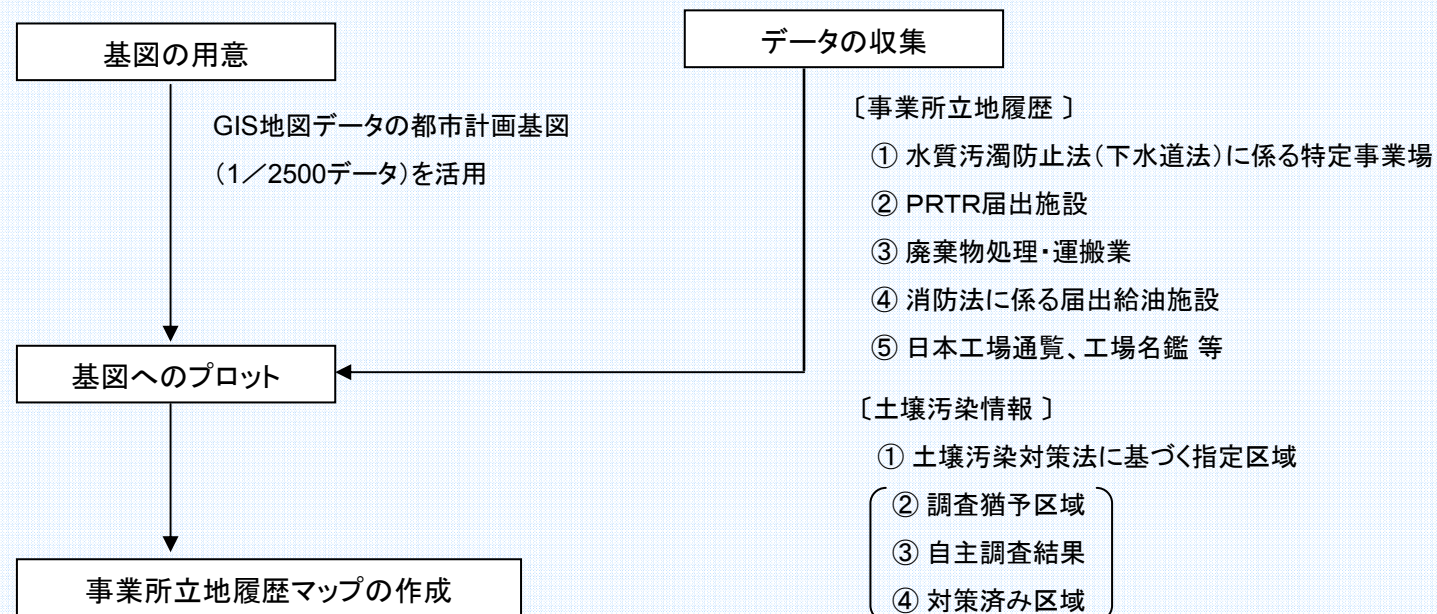 基図の用意
GIS地図データの都市計画基図
（1／2500データ）を活用
データの収集
〔事業所立地履歴 〕
① 水質汚濁防止法（下水道法）に係る特定事業場
② PRTR届出施設
③ 廃棄物処理・運搬業
④ 消防法に係る届出給油施設
⑤ 日本工場通覧、工場名鑑 等
〔土壌汚染情報 〕
① 土壌汚染対策法に基づく指定区域
② 調査猶予区域
③ 自主調査結果
④ 対策済み区域
基図へのプロット
事業所立地履歴マップの作成